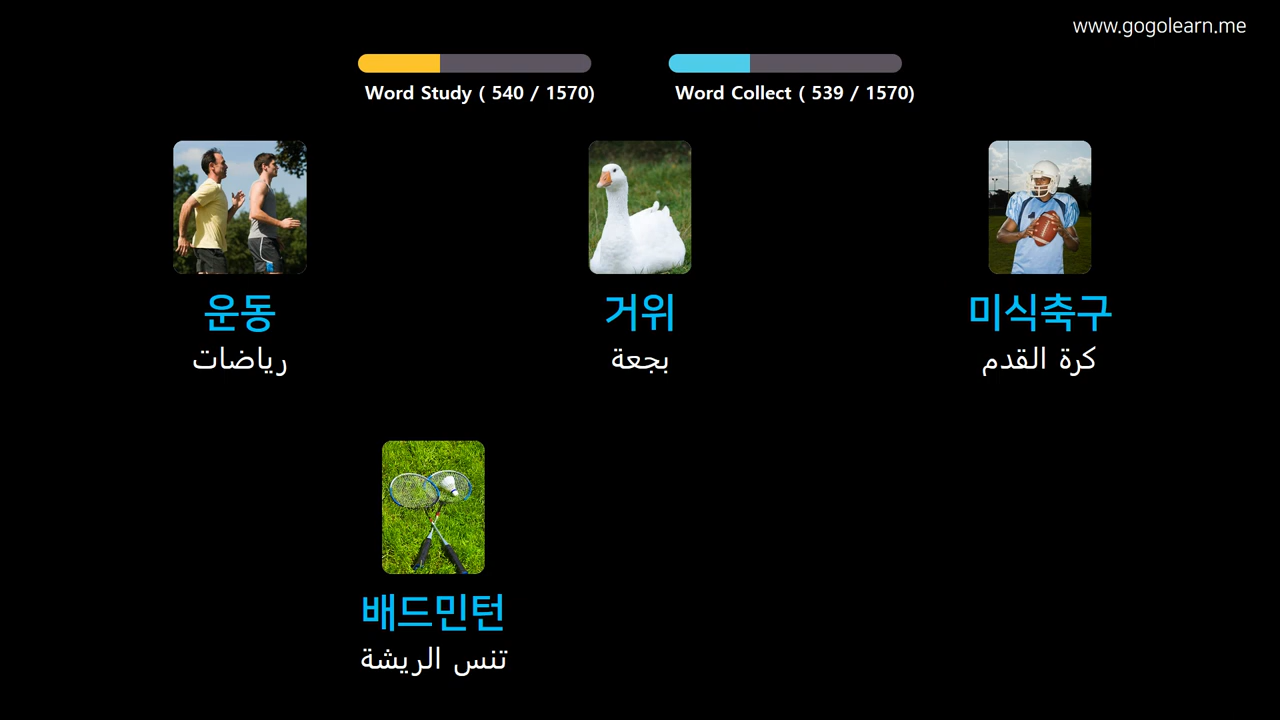 www.gogolearn.me
Word Study ( 540 / 1570)
Word Collect ( 539 / 1570)
운동
رياضات
거위
بجعة
미식축구
كرة القدم
배드민턴
تنس الريشة